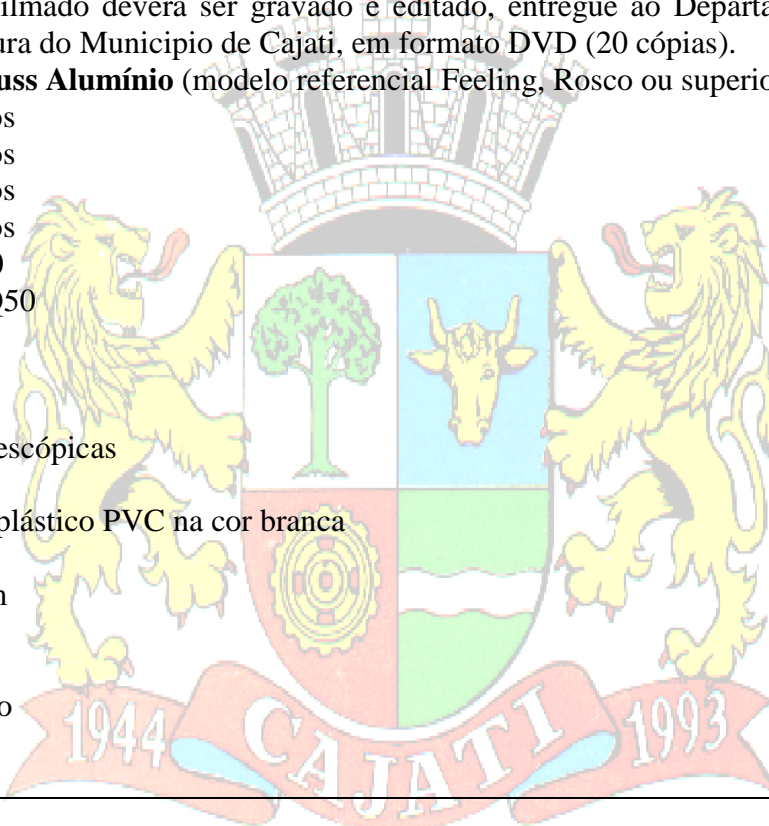 ilmado deverá ser gravado e editado, entregue ao Departa
ura do Municipio de Cajati, em formato DVD (20 cópias).
uss Alumínio (modelo referencial Feeling, Rosco ou superio
os
os
os
os
0
Q50
escópicas
plástico PVC na cor branca
n
o
1944 CAJATI 1993